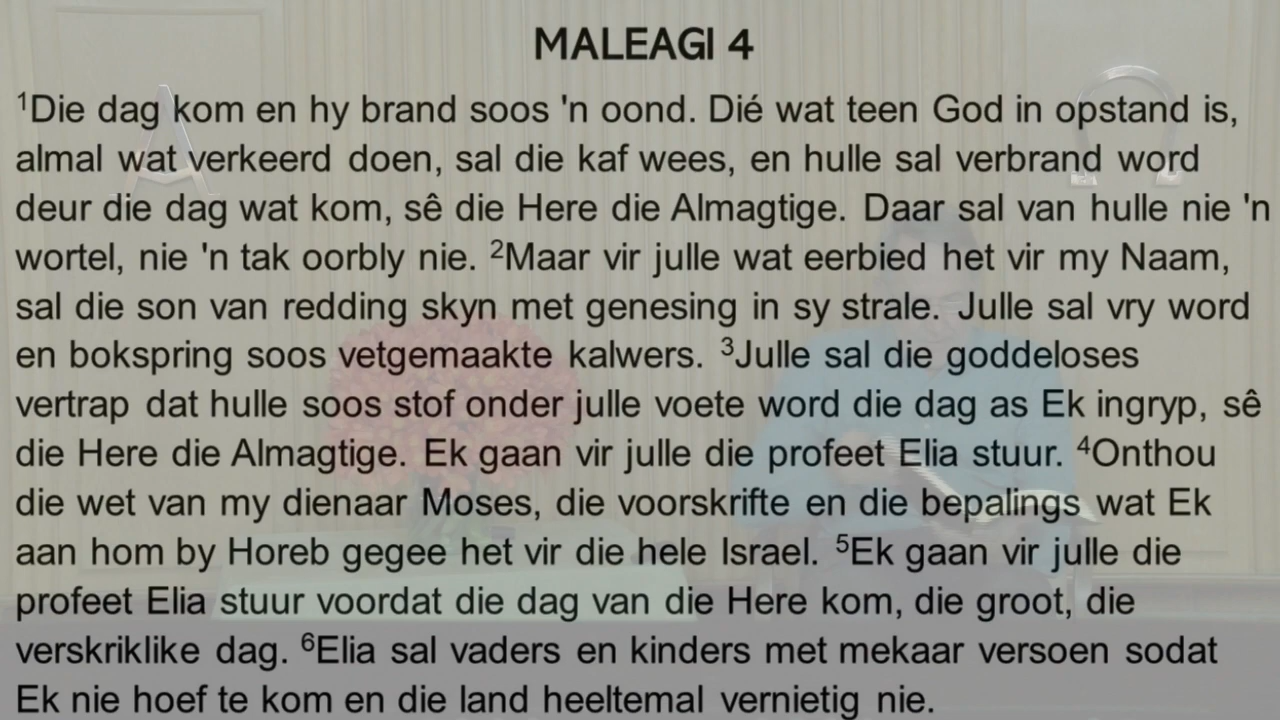 MALEAGI 4
¹Die dag kom en hy brand soos 'n oond. Dié wat teen God in opstand is,
almal wat verkeerd doen, sal die kaf wees, en hulle sal verbrand word
deur die dag wat kom, sê die Here die Almagtige. Daar sal van hulle nie 'n
wortel, nie 'n tak oorbly nie. ²Maar vir julle wat eerbied het vir my Naam,
sal die son van redding skyn met genesing in sy strale. Julle sal vry word
en bokspring soos vetgemaakte kalwers. ³Julle sal die goddeloses
vertrap dat hulle soos stof onder julle voete word die dag as Ek ingryp, sê
die Here die Almagtige. Ek gaan vir julle die profeet Elia stuur. ⁴Onthou
die wet van my dienaar Moses, die voorskrifte en die bepalings wat Ek
aan hom by Horeb gegee het vir die hele Israel. ⁵Ek gaan vir julle die
profeet Elia stuur voordat die dag van die Here kom, die groot, die
verskriklike dag. ⁶Elia sal vaders en kinders met mekaar versoen sodat
Ek nie hoef te kom en die land heeltemal vernietig nie.